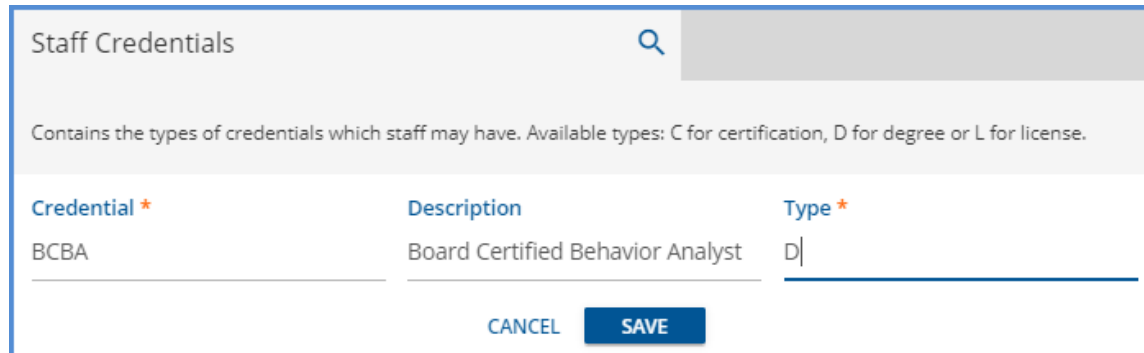 Staff Credentials
Contains the types of credentials which staff may have. Available types: C for certification, D for degree or L for license.
Credential * Description Type *
BCBA Board Certified Behavior Analyst D
CANCEL SAVE